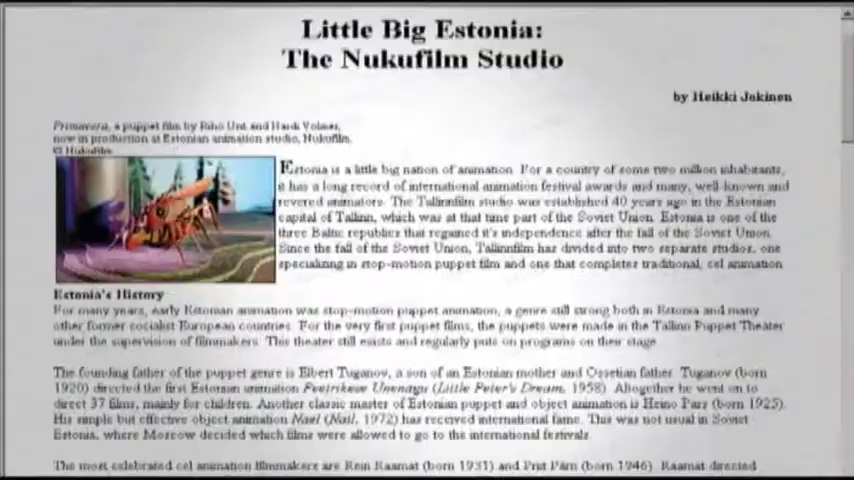 Little Big Estonia:
The Nukufilm Studio
by Heikki Jokinen
Primavera, a puppet film by Riho Unt and Hardi Volmer,
now in production at Estonian animation studio, Nukufilm.
© Nukufilm
Estonia is a little big nation of animation. For a country of some two million inhabitants,
it has a long record of international animation festival awards and many, well-known and
revered animators. The Tallinnfilm studio was established 40 years ago in the Estonian
capital of Tallinn, which was at that time part of the Soviet Union. Estonia is one of the
three Baltic republics that regained it's independence after the fall of the Soviet Union.
Since the fall of the Soviet Union, Tallinnfilm has divided into two separate studios, one
specializing in stop-motion puppet film and one that completes traditional, cel animation
Estonia's History
For many years, early Estonian animation was stop-motion puppet animation, a genre still strong both in Estonia and many
other former socialist European countries. For the very first puppet films, the puppets were made in the Tallinn Puppet Theater
under the supervision of filmmakers. This theater still exists and regularly puts on programs on their stage.
The founding father of the puppet genre is Elbert Tuganov, a son of an Estonian mother and Ossetian father. Tuganov (born
1920) directed the first Estonian animation Peetrikese Unenagu (Little Peter's Dream, 1958). Altogether he went on to
direct 37 films, mainly for children. Another classic master of Estonian puppet and object animation is Heino Pars (born 1925).
His simple but effective object animation Nael (Nail, 1972) has received international fame. This was not usual in Soviet
Estonia, where Moscow decided which films were allowed to go to the international festivals.
The most celebrated cel animation filmmakers are Rein Raamat (born 1931) and Priit Pärn (born 1946). Raamat directed